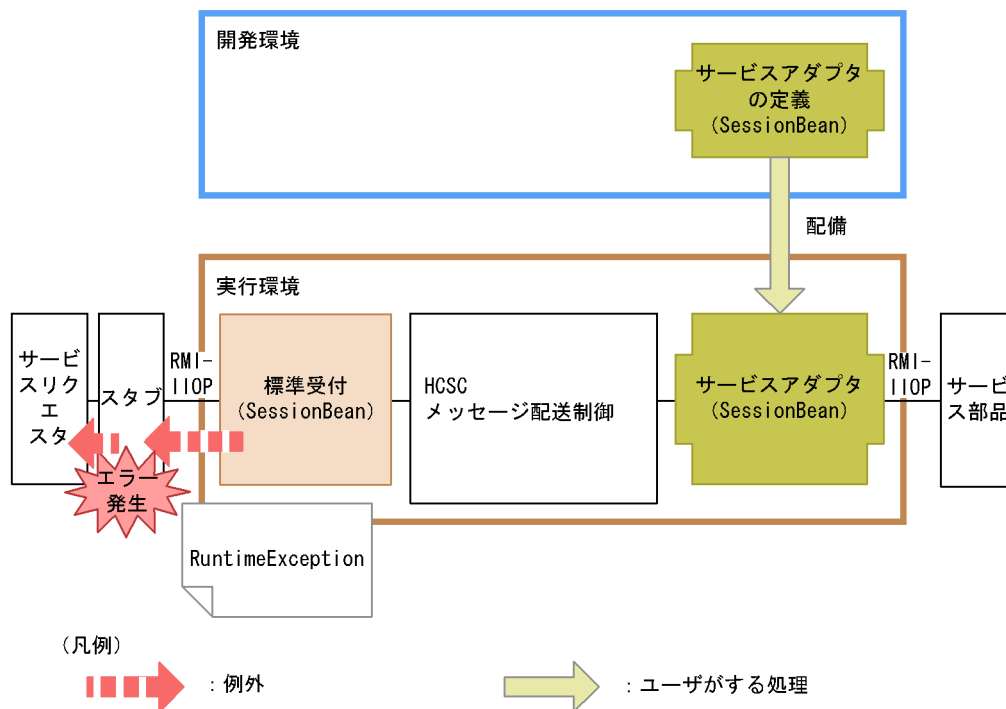 開発環境
サービスアダプタ
の定義
(SessionBean)
配備
実行環境
サービ
スリク
エ
スタ
スタブ
RMI-
IIOP
標準受付
(SessionBean)
HCSC
メッセージ配送制御
サービスアダプタ
(SessionBean)
RMI-
IIOP
サービ
ス部品
エラー
発生
RuntimeException
(凡例)
：例外
：ユーザがする処理